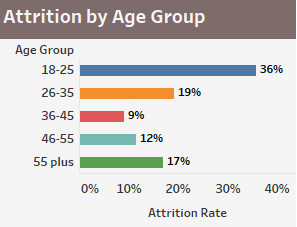 Attrition by Age Group
Age Group
18-25 36%
26-35 19%
36-45 9%
46-55 12%
55 plus 17%
0% 10% 20% 30% 40%
Attrition Rate